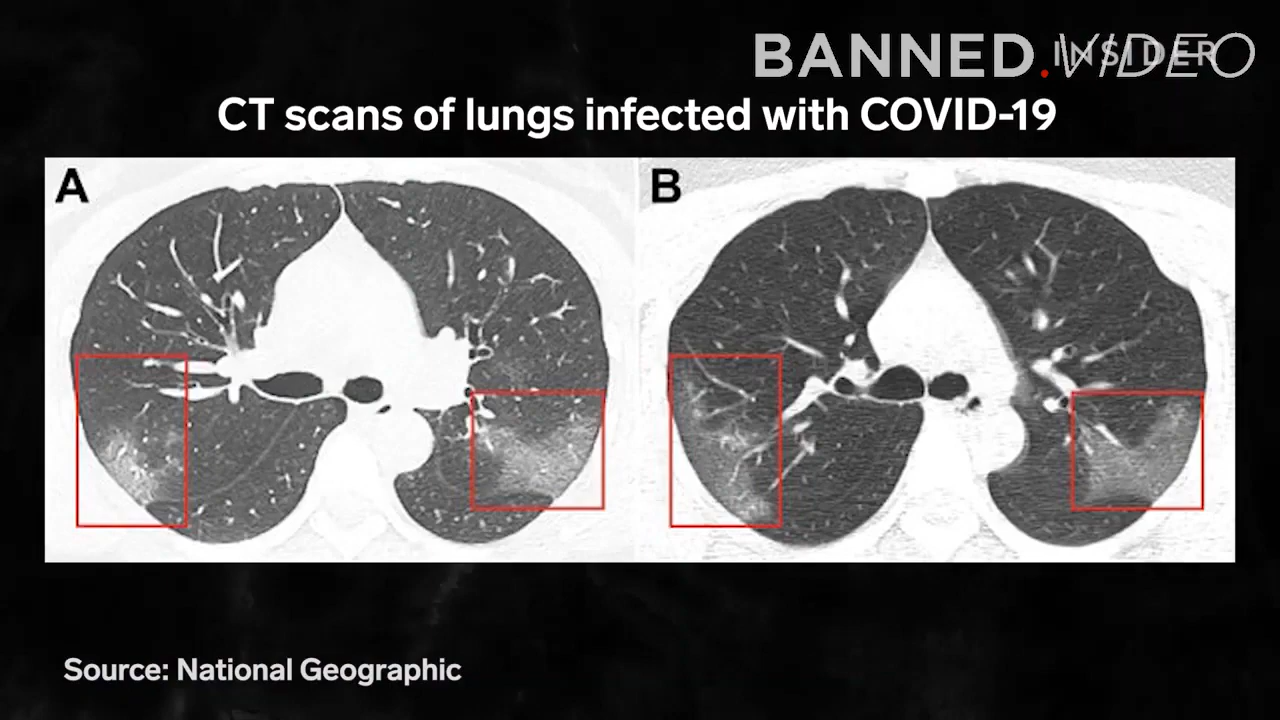 BANNED.VIDEO
INSIDER
CT scans of lungs infected with COVID-19
A
B
Source: National Geographic